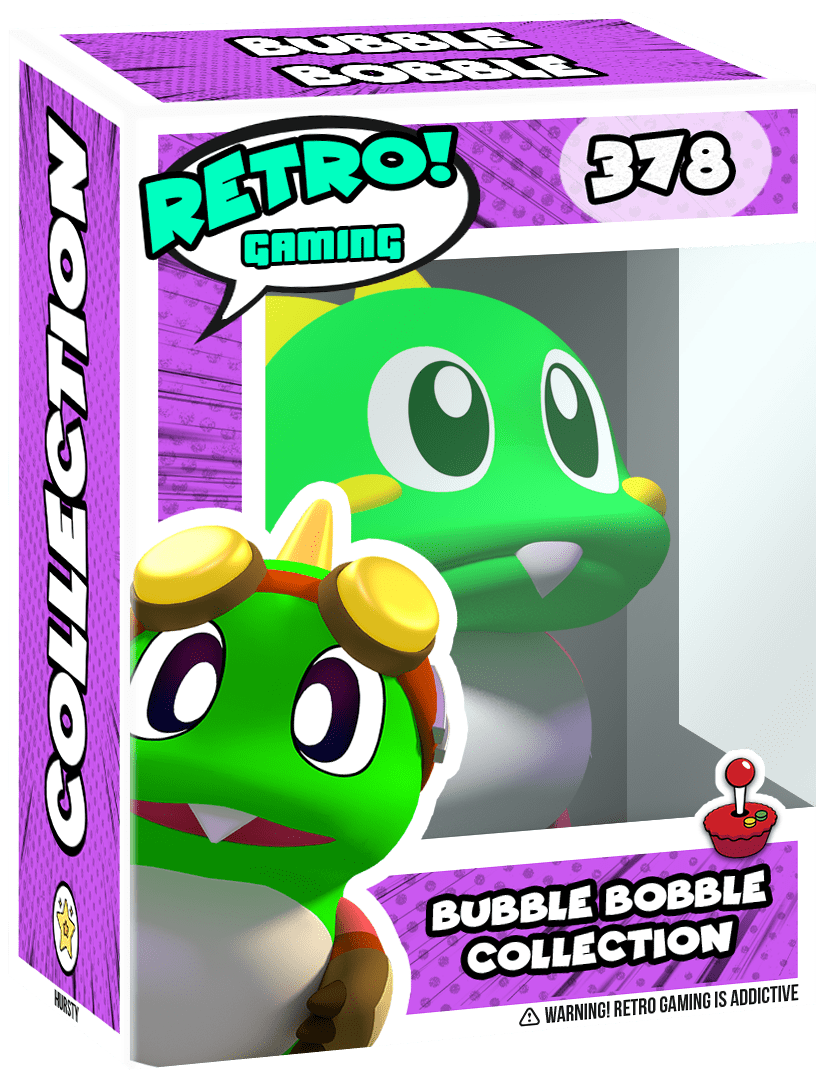 BUBBLE
BOBBLE
RETRO!
GAMING
378
COLLECTION
BUBBLE BOBBLE
COLLECTION
WARNING! RETRO GAMING IS ADDICTIVE
HURSTY